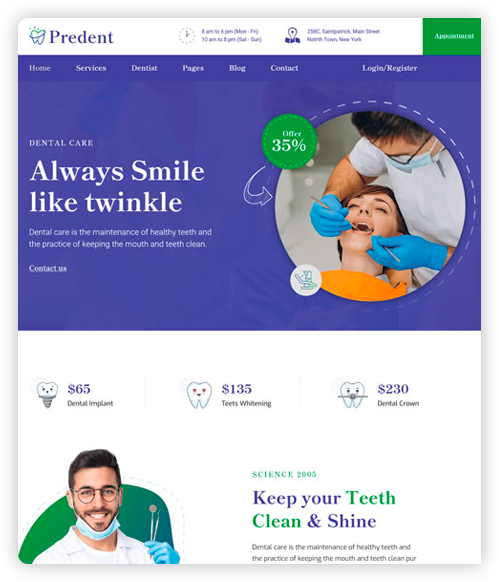 Predent
8 am to 6 pm (Mon - Fri)
10 am to 8 pm (Sat - Sun)
258C, Saintpatrick, Main Street
Noirth Town, New York
Appointment
Home Services Dentist Pages Blog Contact Login/Register
DENTAL CARE
Always Smile
like twinkle
Dental care is the maintenance of healthy teeth and
the practice of keeping the mouth and teeth clean.
Contact us
Offer
35%
$65
Dental Implant
$135
Teets Whitening
$230
Dental Crown
SCIENCE 2005
Keep your Teeth
Clean & Shine
Dental care is the maintenance of healthy teeth and
the practice of keeping the mouth and teeth clean pur